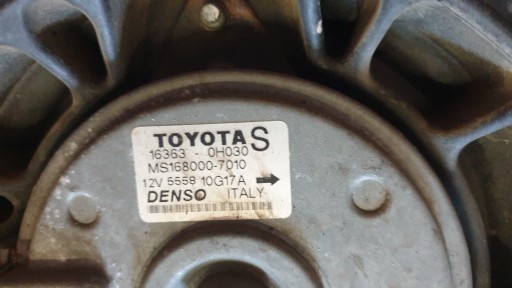 TOYOTA S
16363 - 0H030
MS168000-7010
12V 5558 10G17A
DENSO ITALY